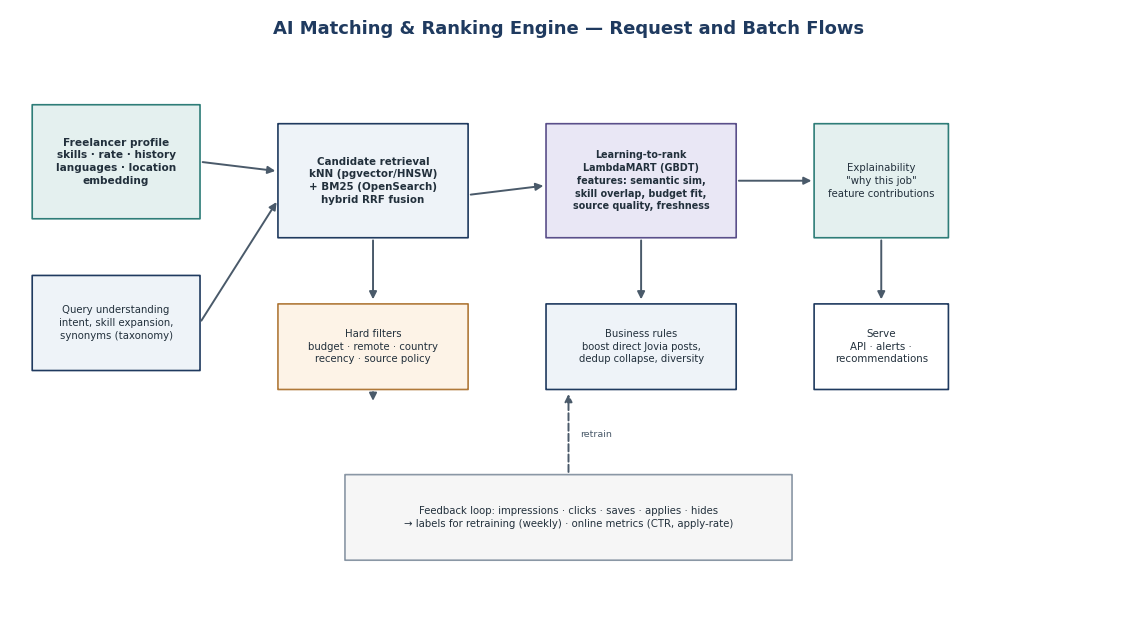 AI Matching & Ranking Engine — Request and Batch Flows
Freelancer profile
skills · rate · history
languages · location
embedding
Candidate retrieval
kNN (pgvector/HNSW)
+ BM25 (OpenSearch)
hybrid RRF fusion
Learning-to-rank
LambdaMART (GBDT)
features: semantic sim,
skill overlap, budget fit,
source quality, freshness
Explainability
"why this job"
feature contributions
Query understanding
intent, skill expansion,
synonyms (taxonomy)
Hard filters
budget · remote · country
recency · source policy
Business rules
boost direct Jovia posts,
dedup collapse, diversity
Serve
API · alerts ·
recommendations
retrain
Feedback loop: impressions · clicks · saves · applies · hides
→ labels for retraining (weekly) · online metrics (CTR, apply-rate)